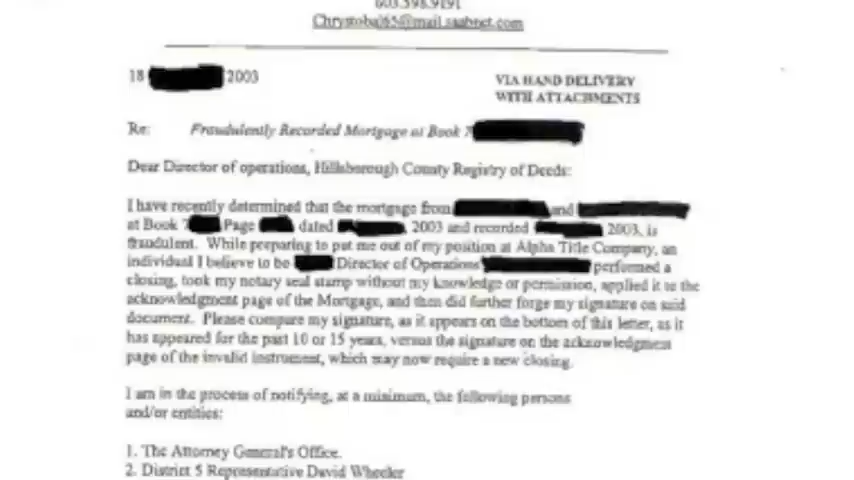 603.598.9191
Chrystobal65@mail.saabnet.com
18 2003
VIA HAND DELIVERY
WITH ATTACHMENTS
Re: Fraudulently Recorded Mortgage at Book 7
Dear Director of operations, Hillsborough County Registry of Deeds:
I have recently determined that the mortgage from and
at Book 7 Page dated , 2003 and recorded 2003, is
fraudulent. While preparing to put me out of my position at Alpha Title Company, an
individual I believe to be Director of Operations performed a
closing, took my notary seal stamp without my knowledge or permission, applied it to the
acknowledgment page of the Mortgage, and then did further forge my signature on said
document. Please compare my signature, as it appears on the bottom of this letter, as it
has appeared for the past 10 or 15 years, versus the signature on the acknowledgment
page of the invalid instrument, which may now require a new closing.
I am in the process of notifying, at a minimum, the following persons
and/or entities:
1. The Attorney General's Office.
2. District 5 Representative David Wheeler